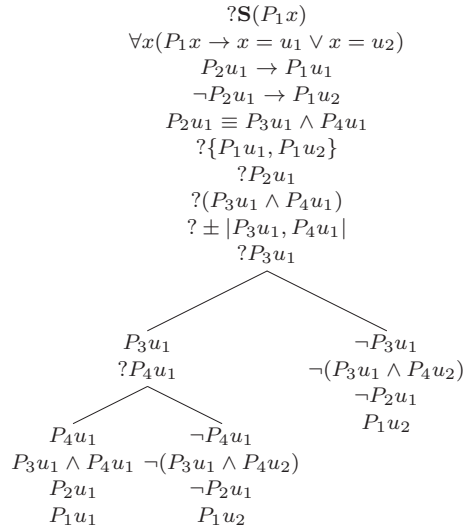 ?S(P₁x)
∀x(P₁x → x = u₁ ∨ x = u₂)
P₂u₁ → P₁u₁
¬P₂u₁ → P₁u₂
P₂u₁ ≡ P₃u₁ ∧ P₄u₁
?{P₁u₁, P₁u₂}
?P₂u₁
?(P₃u₁ ∧ P₄u₁)
? ± |P₃u₁, P₄u₁|
?P₃u₁
P₃u₁ ¬P₃u₁
?P₄u₁ ¬(P₃u₁ ∧ P₄u₂)
¬P₂u₁
P₁u₂
P₄u₁ ¬P₄u₁
P₃u₁ ∧ P₄u₁ ¬(P₃u₁ ∧ P₄u₂)
P₂u₁ ¬P₂u₁
P₁u₁ P₁u₂